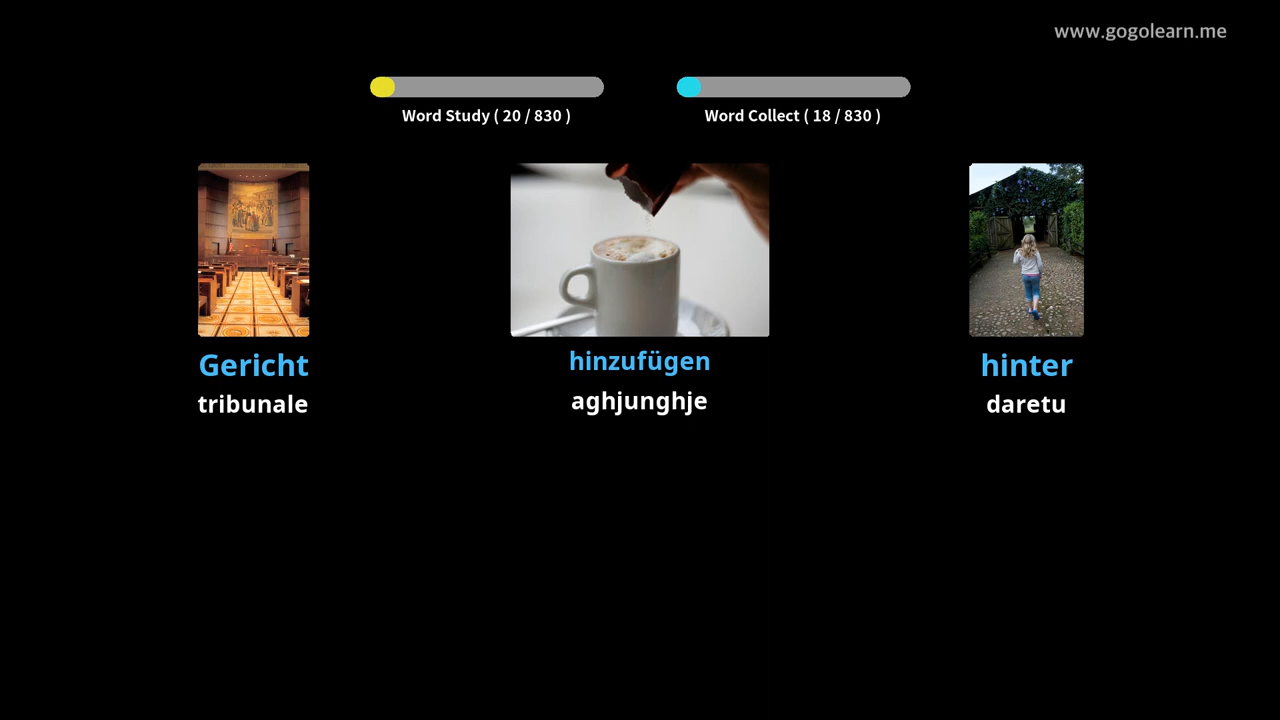 www.gogolearn.me
Word Study ( 20 / 830 )
Word Collect ( 18 / 830 )
Gericht
tribunale
hinzufügen
aghjunghje
hinter
daretu